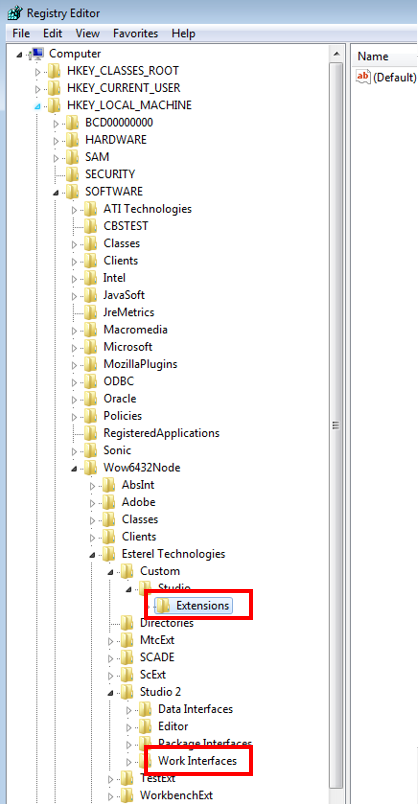 Registry Editor
File Edit View Favorites Help
Computer
HKEY_CLASSES_ROOT
HKEY_CURRENT_USER
HKEY_LOCAL_MACHINE
BCD00000000
HARDWARE
SAM
SECURITY
SOFTWARE
ATI Technologies
CBSTEST
Classes
Clients
Intel
JavaSoft
JreMetrics
Macromedia
Microsoft
MozillaPlugins
ODBC
Oracle
Policies
RegisteredApplications
Sonic
Wow6432Node
AbsInt
Adobe
Classes
Clients
Esterel Technologies
Custom
Studio
Extensions
Directories
MtcExt
SCADE
ScExt
Studio 2
Data Interfaces
Editor
Package Interfaces
Work Interfaces
TestExt
WorkbenchExt
Name
ab (Default)